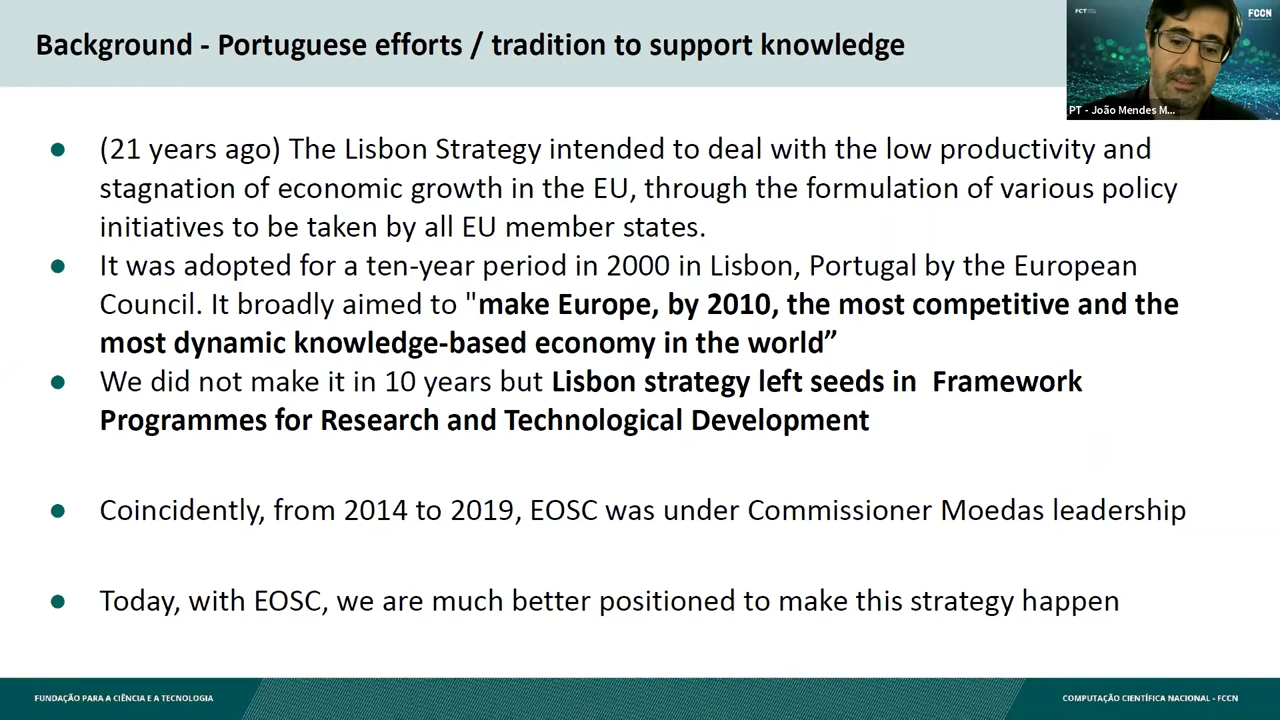 Background - Portuguese efforts / tradition to support knowledge
FCT
FCCN
PT - João Mendes M...
● (21 years ago) The Lisbon Strategy intended to deal with the low productivity and
stagnation of economic growth in the EU, through the formulation of various policy
initiatives to be taken by all EU member states.
● It was adopted for a ten-year period in 2000 in Lisbon, Portugal by the European
Council. It broadly aimed to "make Europe, by 2010, the most competitive and the
most dynamic knowledge-based economy in the world”
● We did not make it in 10 years but Lisbon strategy left seeds in Framework
Programmes for Research and Technological Development
● Coincidently, from 2014 to 2019, EOSC was under Commissioner Moedas leadership
● Today, with EOSC, we are much better positioned to make this strategy happen
FUNDAÇÃO PARA A CIÊNCIA E A TECNOLOGIA
COMPUTAÇÃO CIENTÍFICA NACIONAL - FCCN